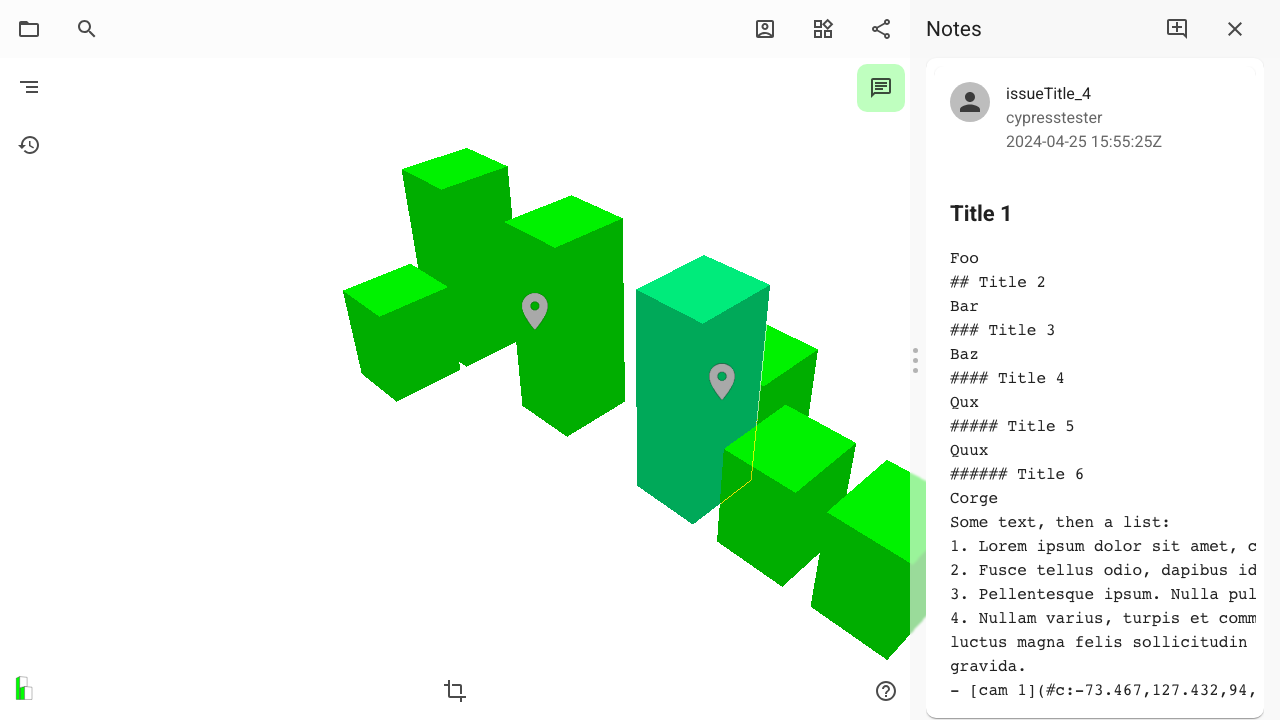 Notes
issueTitle_4
cypresstester
2024-04-25 15:55:25Z
Title 1
Foo
## Title 2
Bar
### Title 3
Baz
#### Title 4
Qux
##### Title 5
Quux
###### Title 6
Corge
Some text, then a list:
1. Lorem ipsum dolor sit amet, c
2. Fusce tellus odio, dapibus id
3. Pellentesque ipsum. Nulla pul
4. Nullam varius, turpis et comm
luctus magna felis sollicitudin
gravida.
- [cam 1](#c:-73.467,127.432,94,